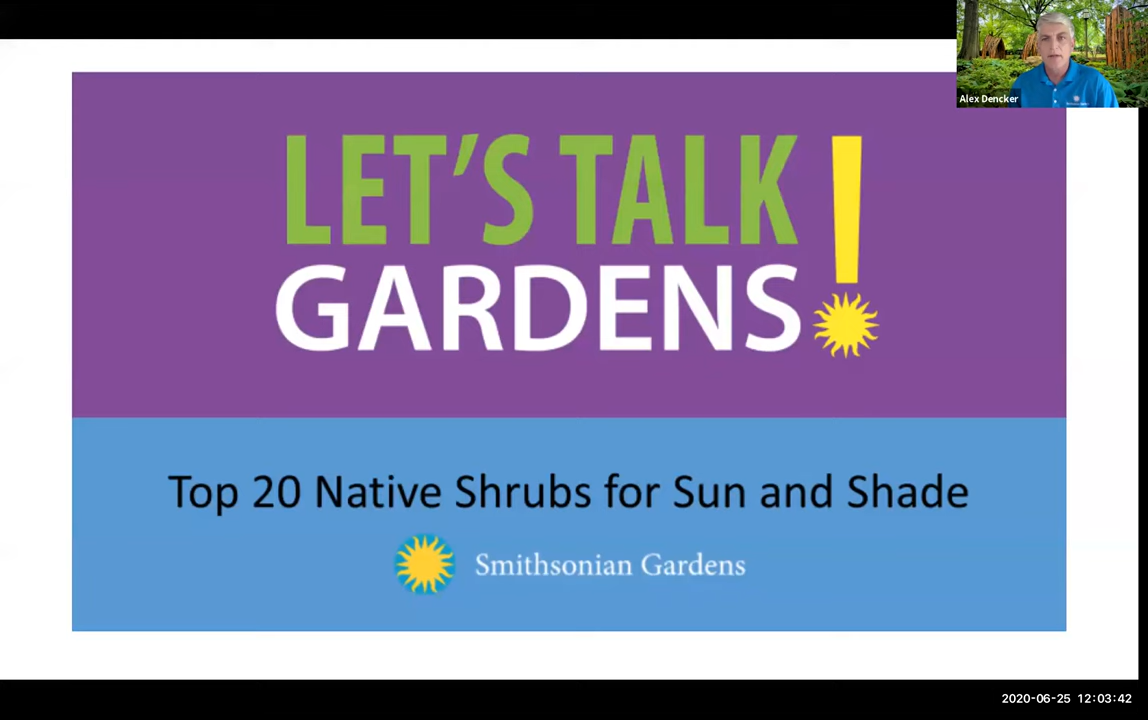 Alex Dencker
LET'S TALK
GARDENS!
Top 20 Native Shrubs for Sun and Shade
Smithsonian Gardens
2020-06-25 12:03:42